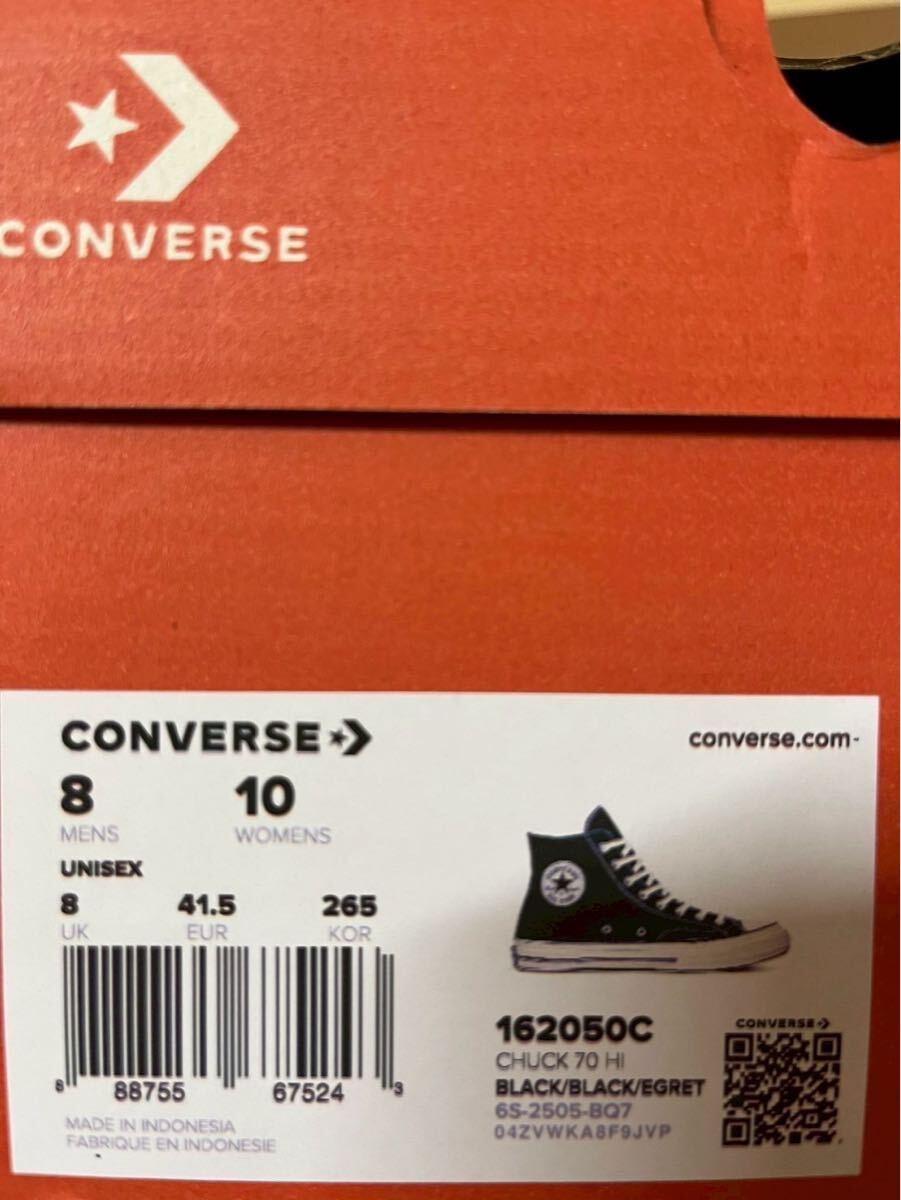 CONVERSE
CONVERSE
converse.com
8 10
MENS WOMENS
UNISEX
8 41.5 265
UK EUR KOR
8 88755 67524 3
MADE IN INDONESIA
FABRIQUE EN INDONESIE
162050C
CHUCK 70 HI
BLACK/BLACK/EGRET
6S-2505-BQ7
04ZVWKA8F9JVP
CONVERSE